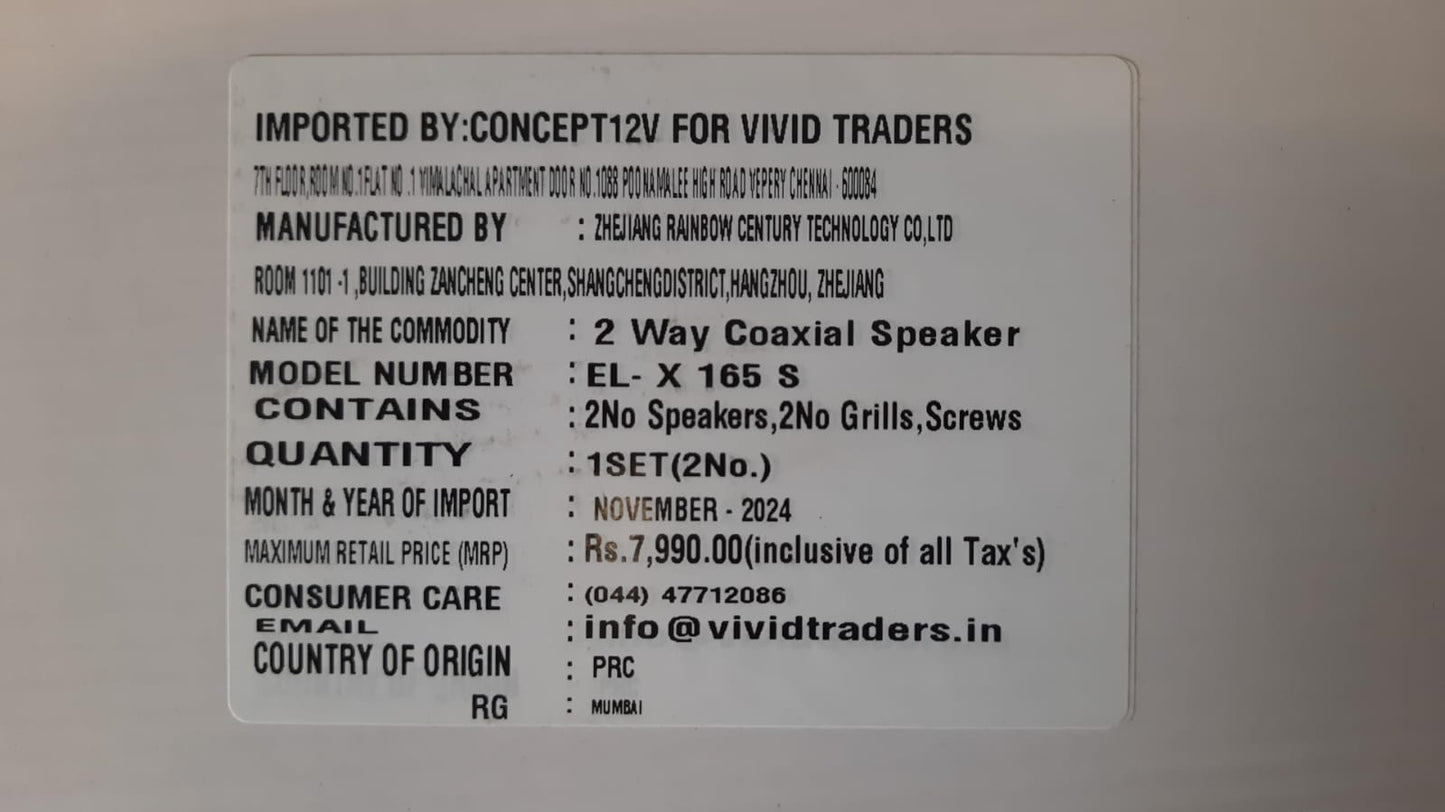 IMPORTED BY:CONCEPT12V FOR VIVID TRADERS
7TH FLOOR,ROOM NO.1FLAT NO .1 VIMALACHAL APARTMENT DOOR NO.1088 POONAMALEE HIGH ROAD VEPERY CHENNAI - 600084
MANUFACTURED BY : ZHEJIANG RAINBOW CENTURY TECHNOLOGY CO,LTD
ROOM 1101 -1 ,BUILDING ZANCHENG CENTER,SHANGCHENGDISTRICT,HANGZHOU, ZHEJIANG
NAME OF THE COMMODITY : 2 Way Coaxial Speaker
MODEL NUMBER : EL- X 165 S
CONTAINS : 2No Speakers,2No Grills,Screws
QUANTITY : 1SET(2No.)
MONTH & YEAR OF IMPORT : NOVEMBER - 2024
MAXIMUM RETAIL PRICE (MRP) : Rs.7,990.00(inclusive of all Tax's)
CONSUMER CARE : (044) 47712086
EMAIL : info@vividtraders.in
COUNTRY OF ORIGIN : PRC
RG : MUMBAI